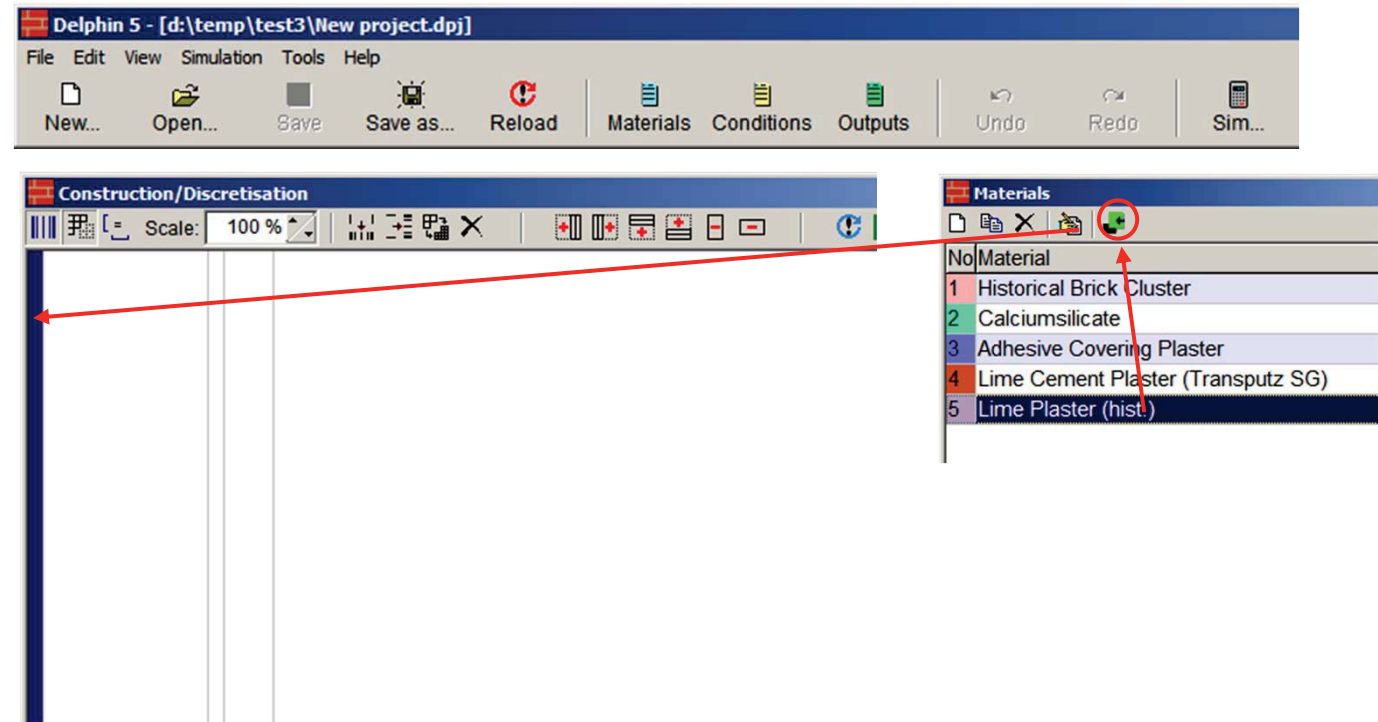 Delphin 5 - [d:\temp\test3\New project.dpj]
File Edit View Simulation Tools Help
New... Open... Save Save as... Reload Materials Conditions Outputs Undo Redo Sim...
Construction/Discretisation
Scale: 100 %
Materials
No Material
1 Historical Brick Cluster
2 Calciumsilicate
3 Adhesive Covering Plaster
4 Lime Cement Plaster (Transputz SG)
5 Lime Plaster (hist.)